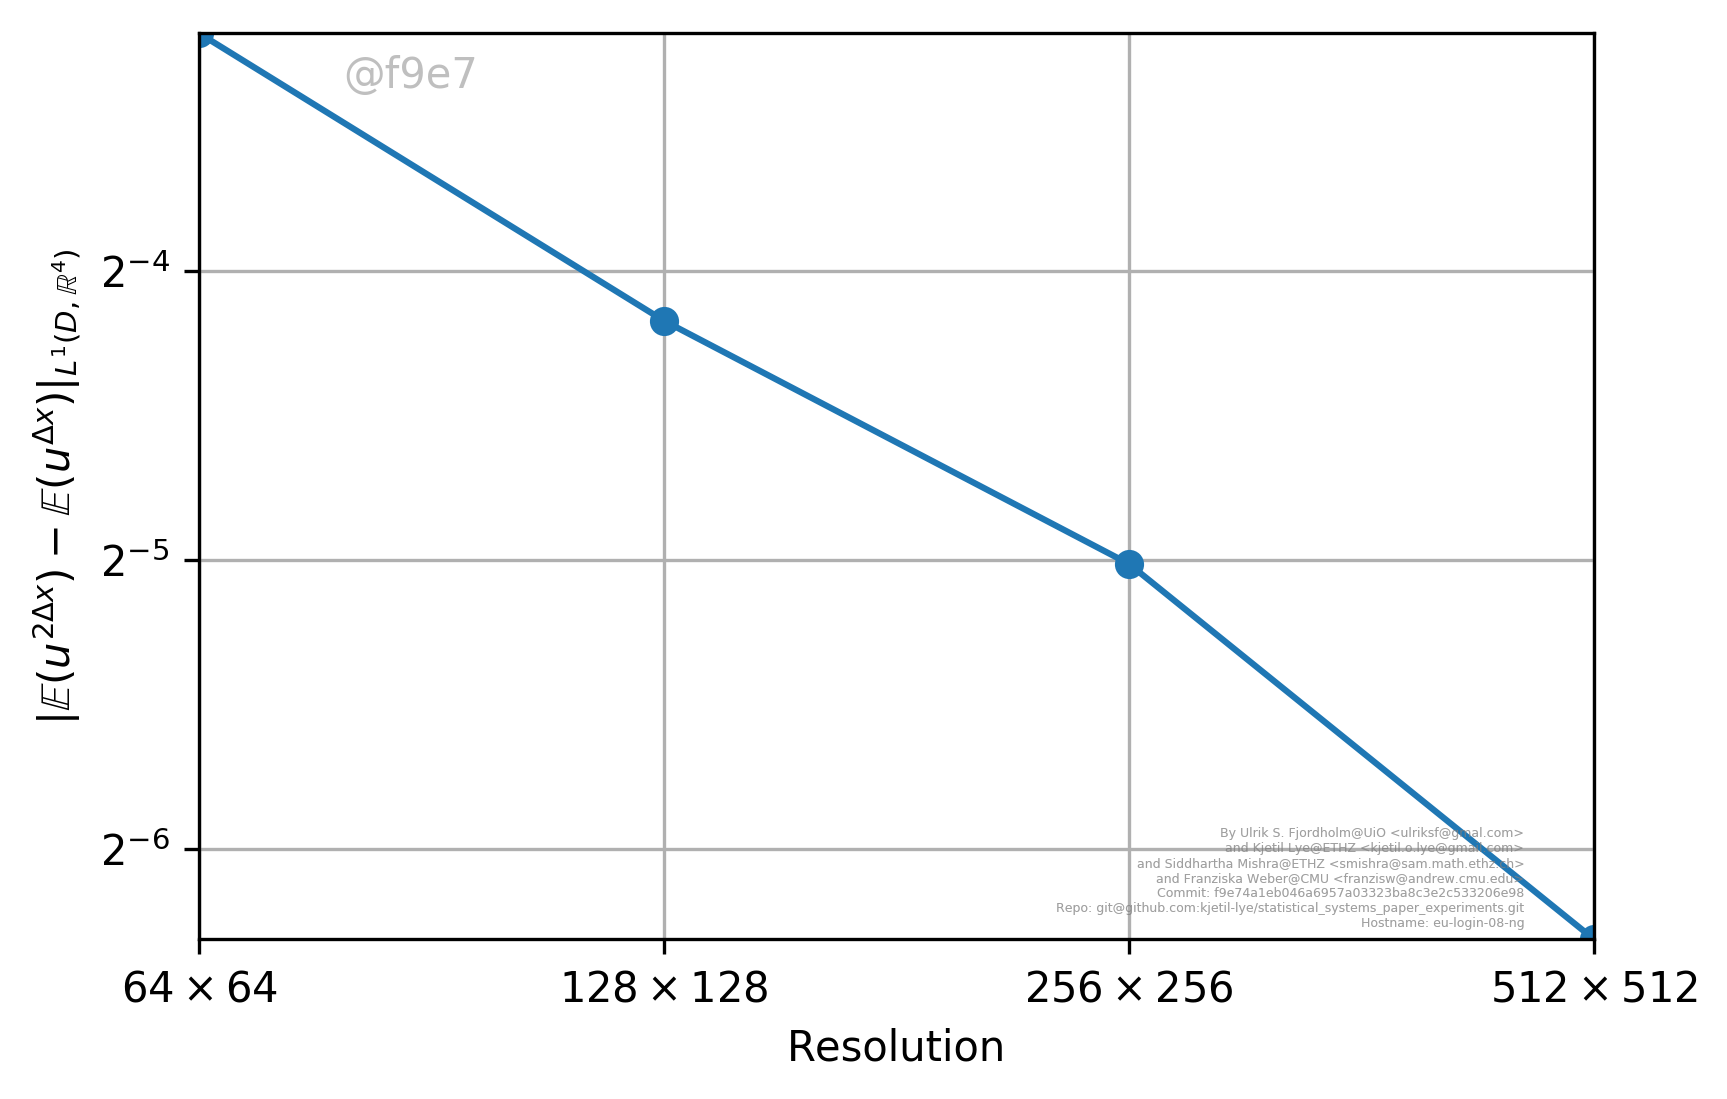 @f9e7
|𝔼(u^{2Δx}) − 𝔼(u^{Δx})|_{L^1(D, ℝ^4)}
2^{−4}
2^{−5}
2^{−6}
By Ulrik S. Fjordholm@UiO <ulriksf@gmal.com>
and Kjetil Lye@ETHZ <kjetil.o.lye@gmail.com>
and Siddhartha Mishra@ETHZ <smishra@sam.math.ethz.ch>
and Franziska Weber@CMU <franzisw@andrew.cmu.edu>
Commit: f9e74a1eb046a6957a03323ba8c3e2c533206e98
Repo: git@github.com:kjetil-lye/statistical_systems_paper_experiments.git
Hostname: eu-login-08-ng
64 × 64 128 × 128 256 × 256 512 × 512
Resolution